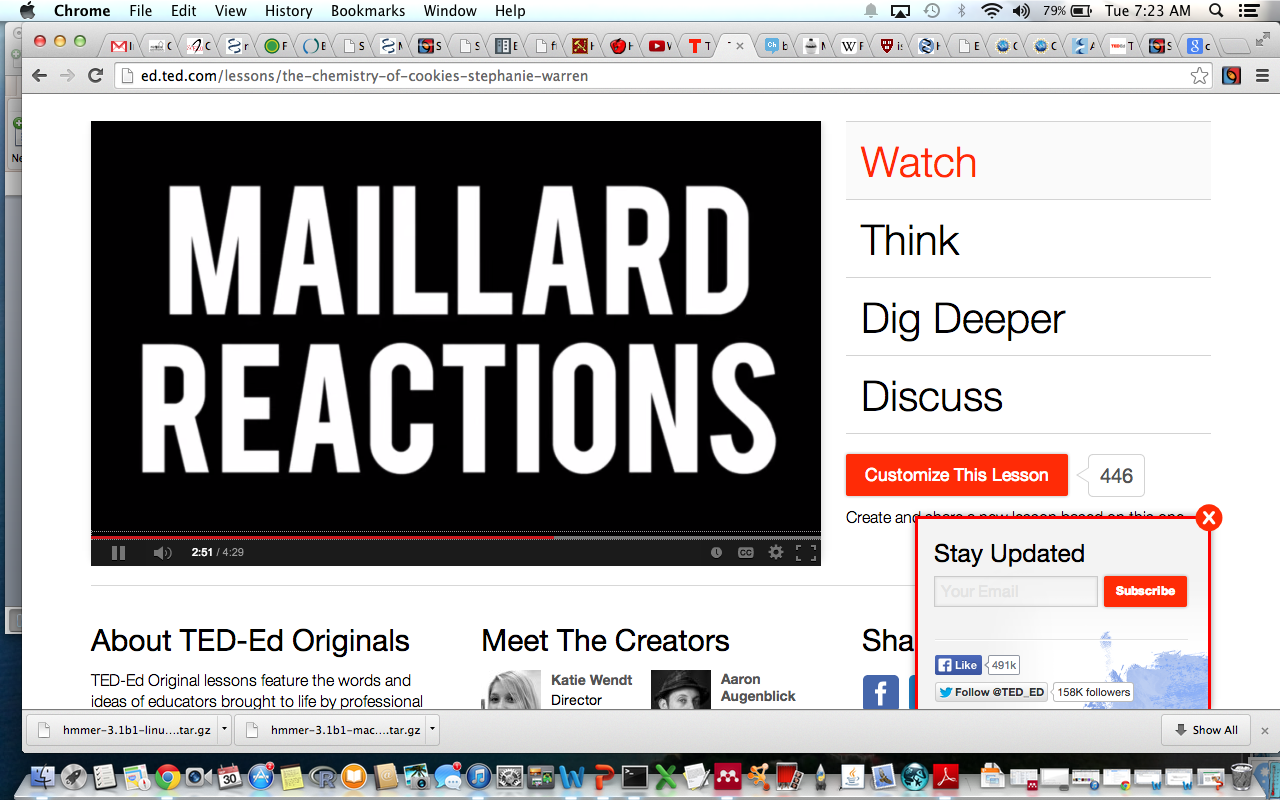 Chrome File Edit View History Bookmarks Window Help 79% Tue 7:23 AM
ed.ted.com/lessons/the-chemistry-of-cookies-stephanie-warren
MAILLARD
REACTIONS
2:51 / 4:29
CC
Watch
Think
Dig Deeper
Discuss
Customize This Lesson 446
Create and share a new lesson based on this one.
Stay Updated
Your Email Subscribe
Like 491k
Follow @TED_ED 158K followers
About TED-Ed Originals
TED-Ed Original lessons feature the words and
ideas of educators brought to life by professional
Meet The Creators
Katie Wendt
Director
Aaron
Augenblick
Sha
hmmer-3.1b1-linu....tar.gz hmmer-3.1b1-mac....tar.gz Show All